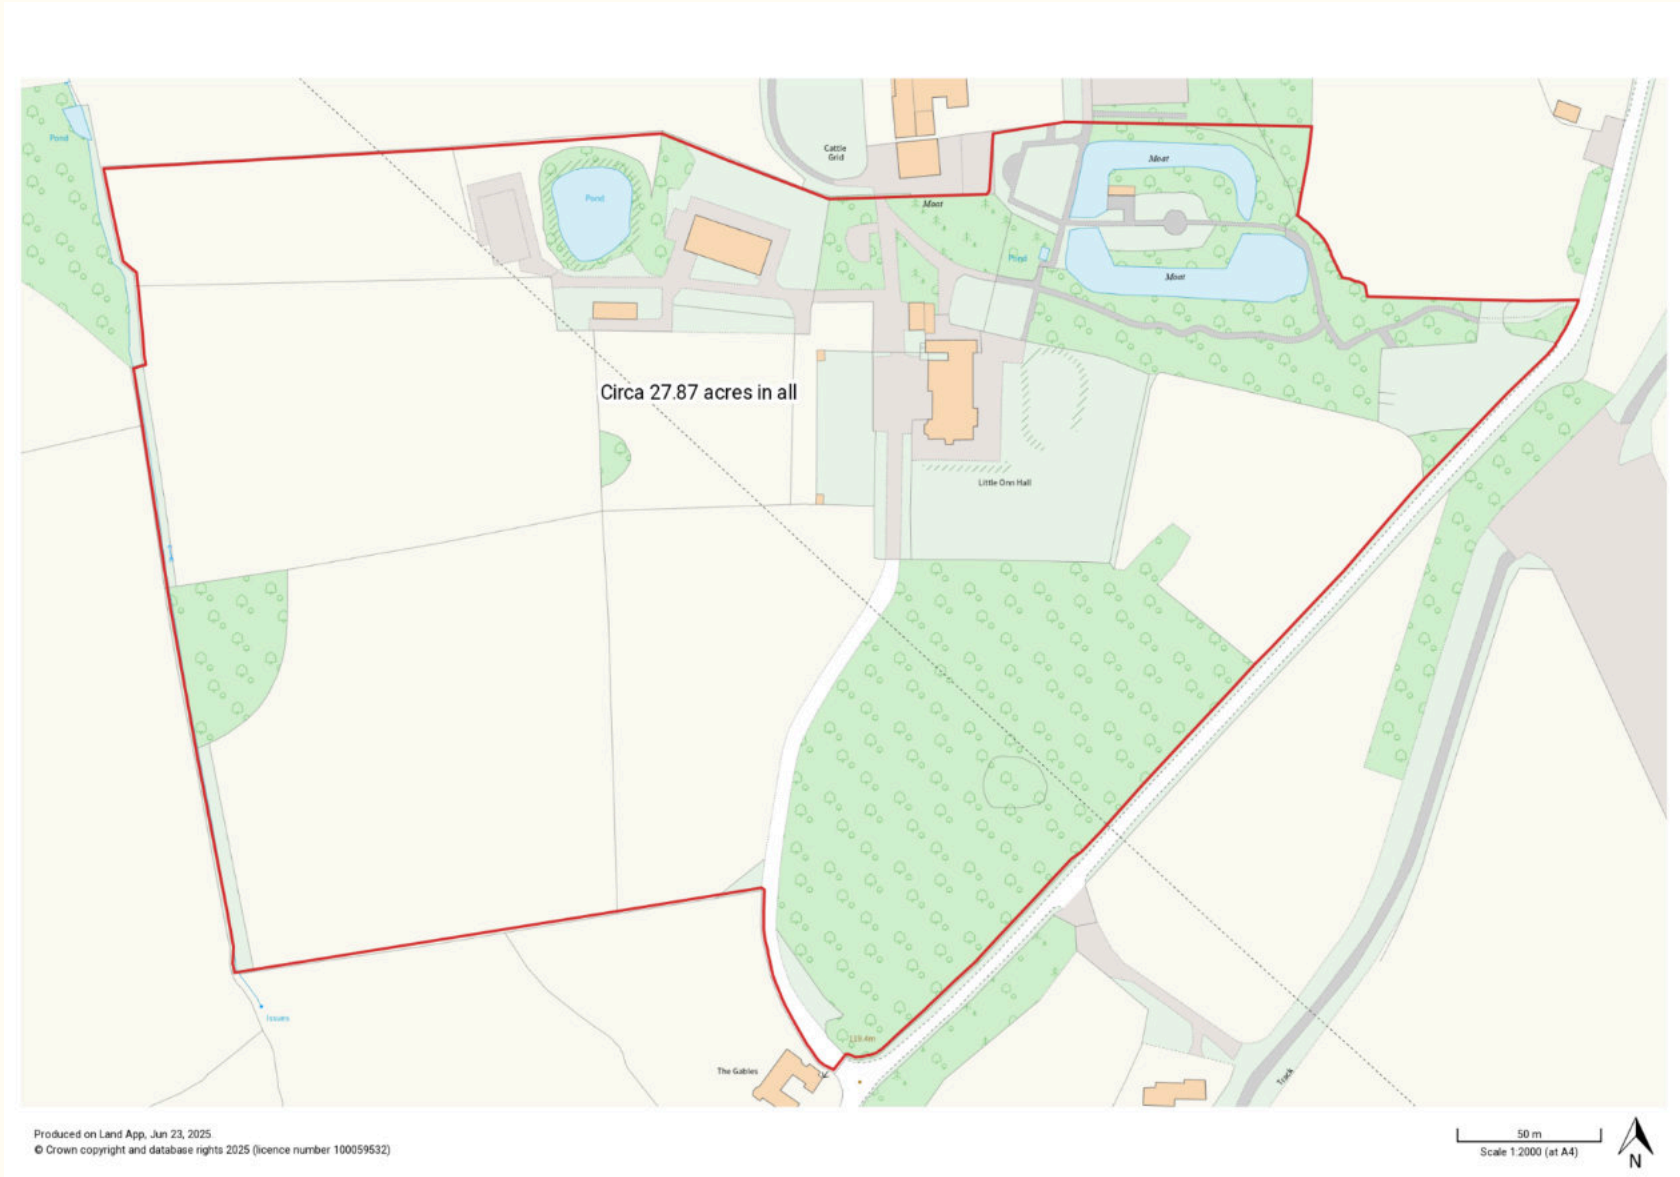 Pond
Cattle
Grid
Moat
Pond
Moat
Pond
Moat
Circa 27.87 acres in all
Little Onn Hall
Issues
119.4m
The Gables
Track
Produced on Land App, Jun 23, 2025.
© Crown copyright and database rights 2025 (licence number 100059532)
50 m
Scale 1:2000 (at A4)
N